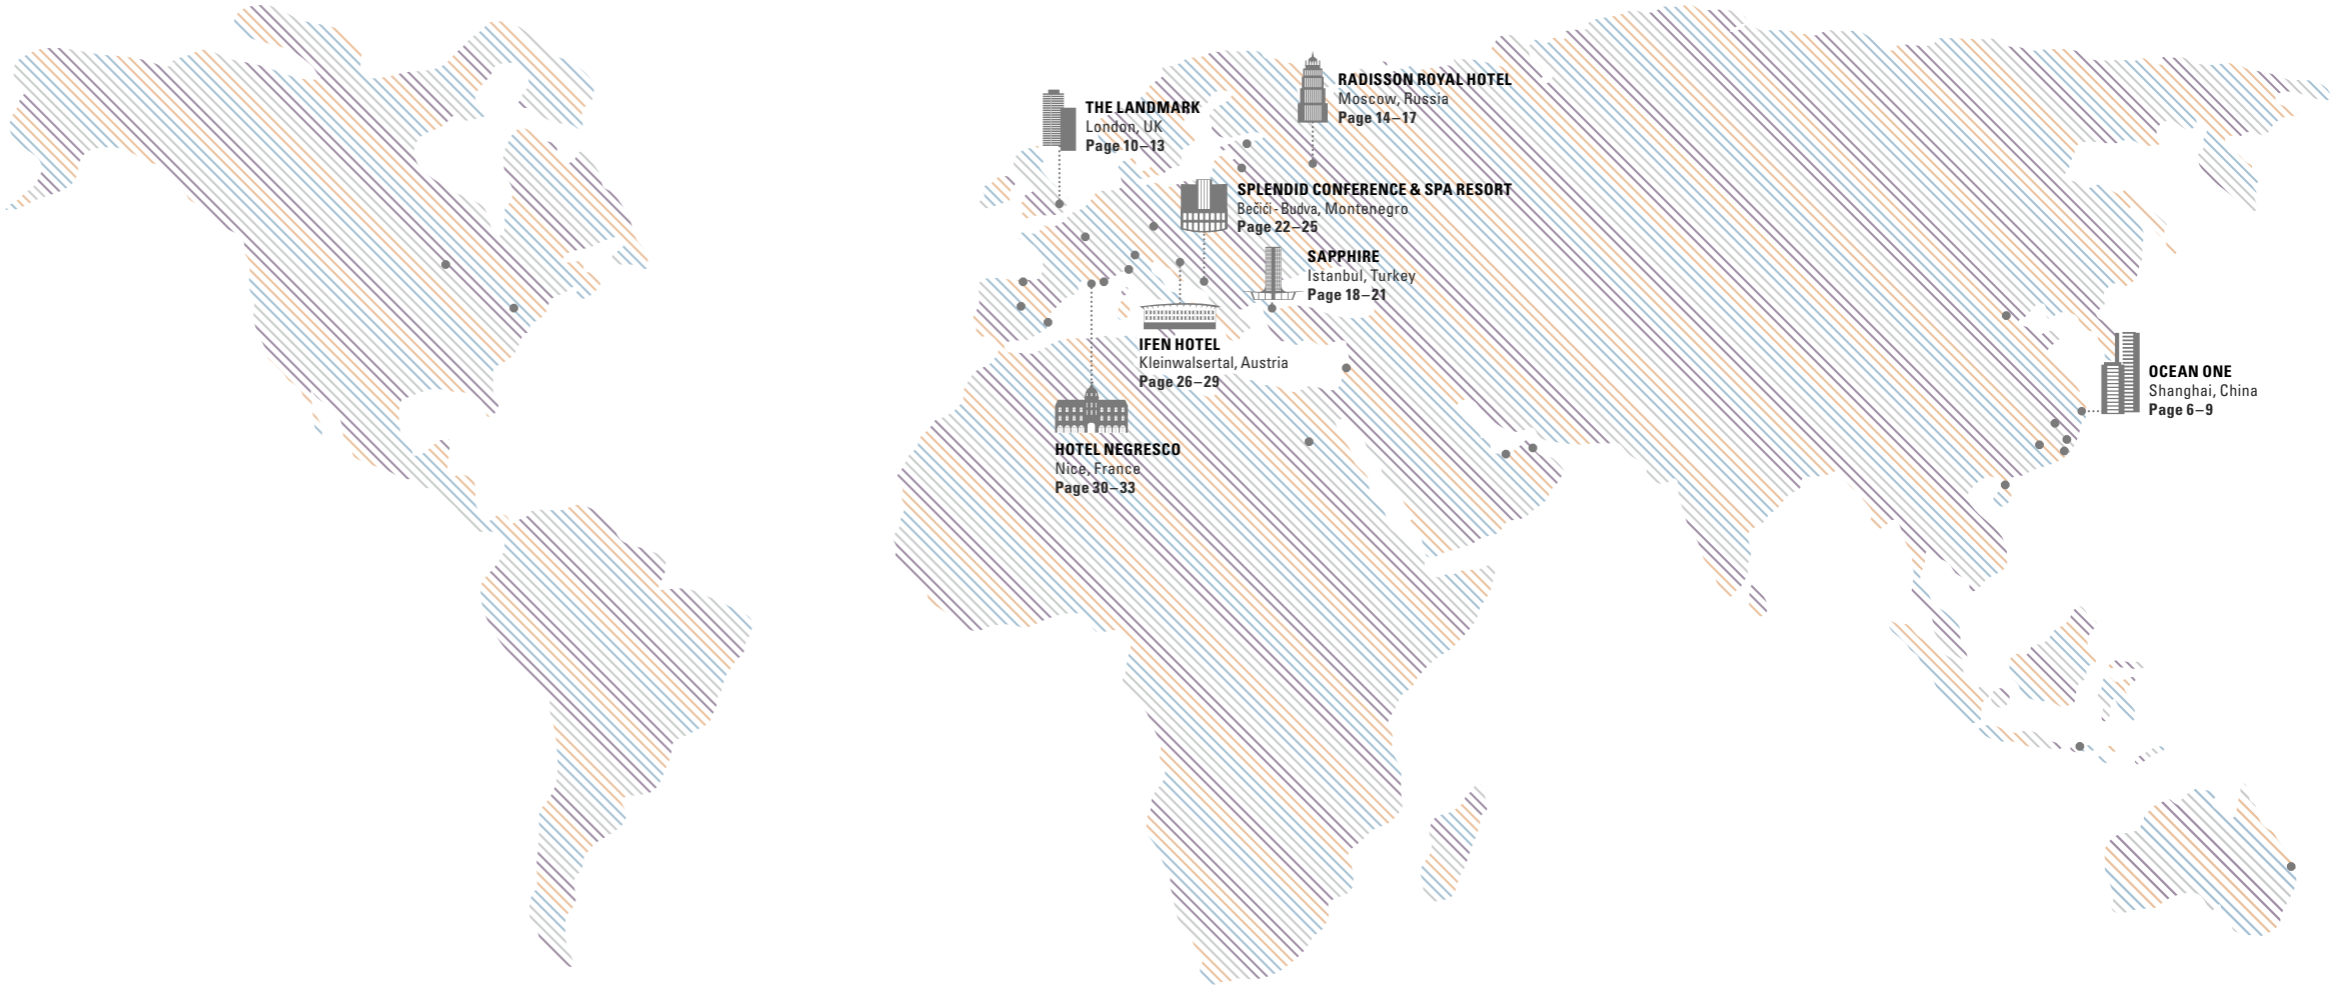 RADISSON ROYAL HOTEL
Moscow, Russia
Page 14–17
THE LANDMARK
London, UK
Page 10–13
SPLENDID CONFERENCE & SPA RESORT
Bečići - Budva, Montenegro
Page 22–25
SAPPHIRE
Istanbul, Turkey
Page 18–21
IFEN HOTEL
Kleinwalsertal, Austria
Page 26–29
OCEAN ONE
Shanghai, China
Page 6–9
HOTEL NEGRESCO
Nice, France
Page 30–33